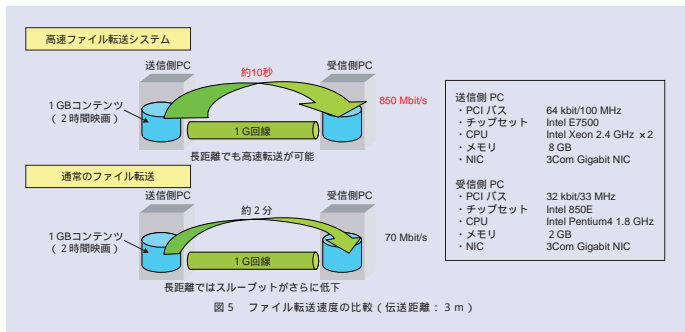 高速ファイル転送システム
送信側PC
受信側PC
約10秒
1GBコンテンツ
(2時間映画)
850 Mbit/s
1G回線
長距離でも高速転送が可能
通常のファイル転送
送信側PC
受信側PC
約2分
1GBコンテンツ
(2時間映画)
70 Mbit/s
1G回線
長距離ではスループットがさらに低下
送信側 PC
・PCI バス 64 kbit/100 MHz
・チップセット Intel E7500
・CPU Intel Xeon 2.4 GHz ×2
・メモリ 8 GB
・NIC 3Com Gigabit NIC
受信側 PC
・PCI バス 32 kbit/33 MHz
・チップセット Intel 850E
・CPU Intel Pentium4 1.8 GHz
・メモリ 2 GB
・NIC 3Com Gigabit NIC
図5 ファイル転送速度の比較(伝送距離:3m)